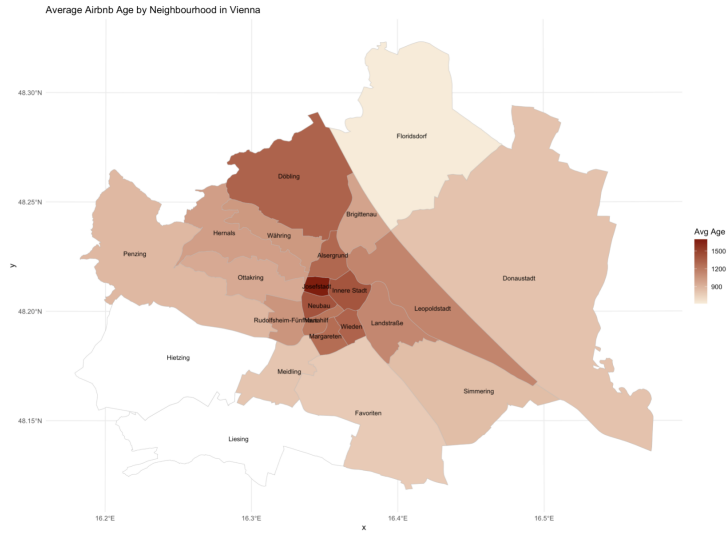 Average Airbnb Age by Neighbourhood in Vienna
48.30°N
Floridsdorf
Döbling
48.25°N
Brigittenau
Hernals
Währing
Penzing
Alsergrund
Avg Age
1500
1200
900
y
Ottakring
Donaustadt
Josefstadt
Innere Stadt
48.20°N
Neubau
Leopoldstadt
Rudolfsheim-Fünfhaus
Mariahilf
Wieden
Landstraße
Margareten
Hietzing
Meidling
Simmering
48.15°N
Favoriten
Liesing
16.2°E
16.3°E
16.4°E
16.5°E
x